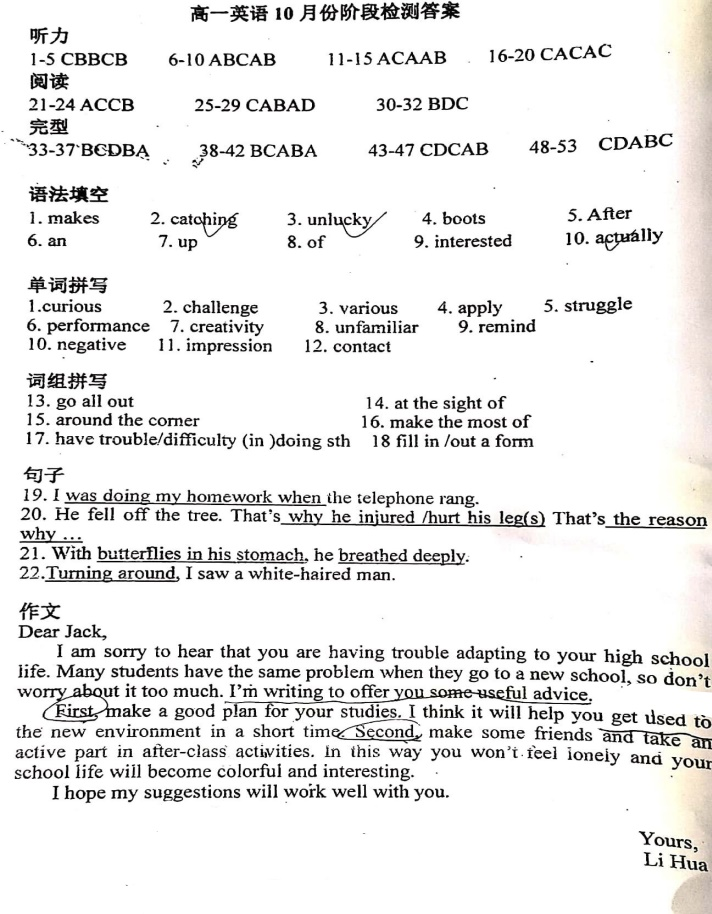 高一英语 10 月份阶段检测答案
听力
1-5 CBBCB 6-10 ABCAB 11-15 ACAAB 16-20 CACAC
阅读
21-24 ACCB 25-29 CABAD 30-32 BDC
完型
33-37 BCDBA 38-42 BCABA 43-47 CDCAB 48-53 CDABC
语法填空
1. makes 2. catching 3. unlucky 4. boots 5. After
6. an 7. up 8. of 9. interested 10. actually
单词拼写
1.curious 2. challenge 3. various 4. apply 5. struggle
6. performance 7. creativity 8. unfamiliar 9. remind
10. negative 11. impression 12. contact
词组拼写
13. go all out 14. at the sight of
15. around the corner 16. make the most of
17. have trouble/difficulty (in )doing sth 18 fill in /out a form
句子
19. I was doing my homework when the telephone rang.
20. He fell off the tree. That's why he injured /hurt his leg(s) That's the reason
why …
21. With butterflies in his stomach, he breathed deeply.
22.Turning around, I saw a white-haired man.
作文
Dear Jack,
I am sorry to hear that you are having trouble adapting to your high school
life. Many students have the same problem when they go to a new school, so don't
worry about it too much. I'm writing to offer you some useful advice.
First, make a good plan for your studies. I think it will help you get used to
the new environment in a short time. Second, make some friends and take an
active part in after-class activities. In this way you won't feel lonely and your
school life will become colorful and interesting.
I hope my suggestions will work well with you.
Yours,
Li Hua